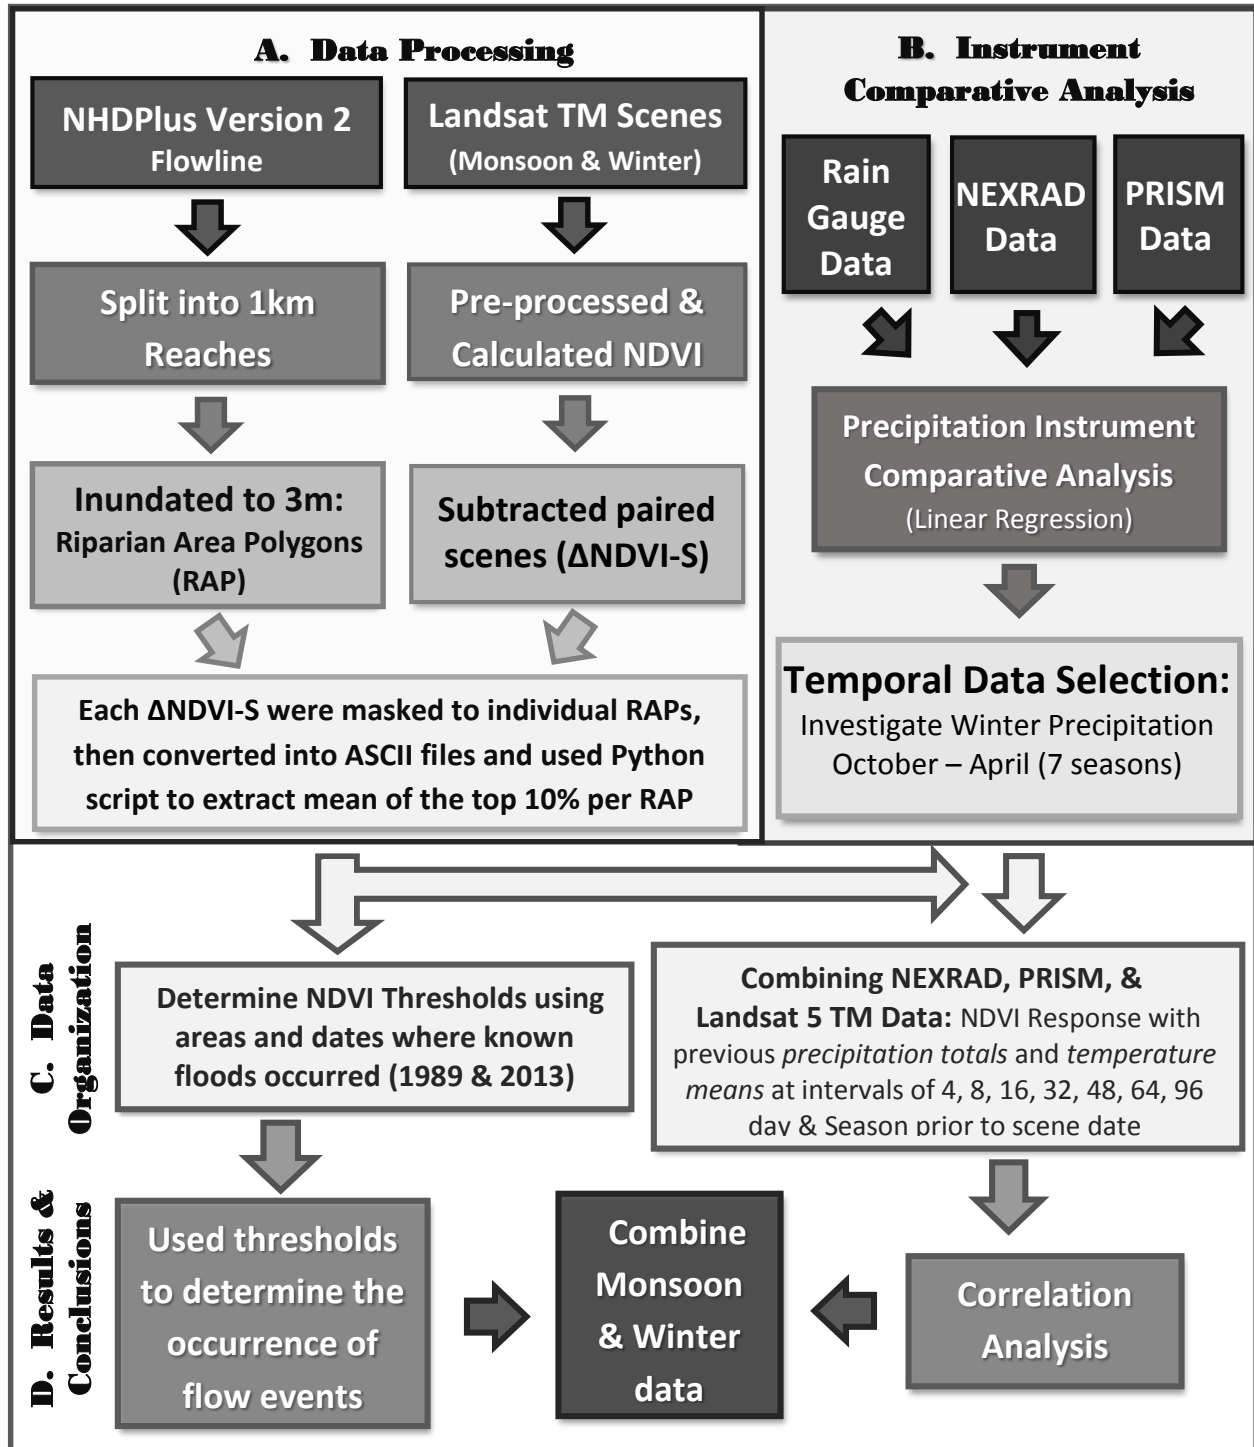 A. Data Processing
NHDPlus Version 2
Flowline
Landsat TM Scenes
(Monsoon & Winter)
Split into 1km
Reaches
Pre-processed &
Calculated NDVI
Inundated to 3m:
Riparian Area Polygons
(RAP)
Subtracted paired
scenes (ΔNDVI-S)
Each ΔNDVI-S were masked to individual RAPs,
then converted into ASCII files and used Python
script to extract mean of the top 10% per RAP
B. Instrument
Comparative Analysis
Rain
Gauge
Data
NEXRAD
Data
PRISM
Data
Precipitation Instrument
Comparative Analysis
(Linear Regression)
Temporal Data Selection:
Investigate Winter Precipitation
October – April (7 seasons)
C. Data
Organization
Determine NDVI Thresholds using
areas and dates where known
floods occurred (1989 & 2013)
Combining NEXRAD, PRISM, &
Landsat 5 TM Data: NDVI Response with
previous precipitation totals and temperature
means at intervals of 4, 8, 16, 32, 48, 64, 96
day & Season prior to scene date
D. Results &
Conclusions
Used thresholds
to determine the
occurrence of
flow events
Combine
Monsoon
& Winter
data
Correlation
Analysis